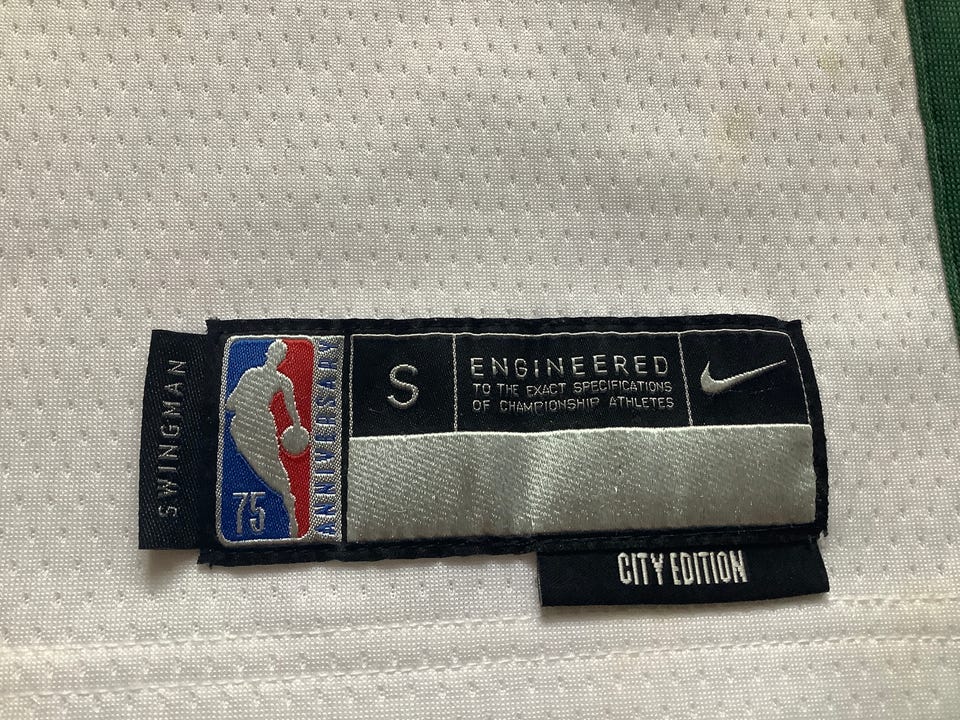 SWINGMAN
75
ANNIVERSARY
S
ENGINEERED
TO THE EXACT SPECIFICATIONS
OF CHAMPIONSHIP ATHLETES
CITY EDITION